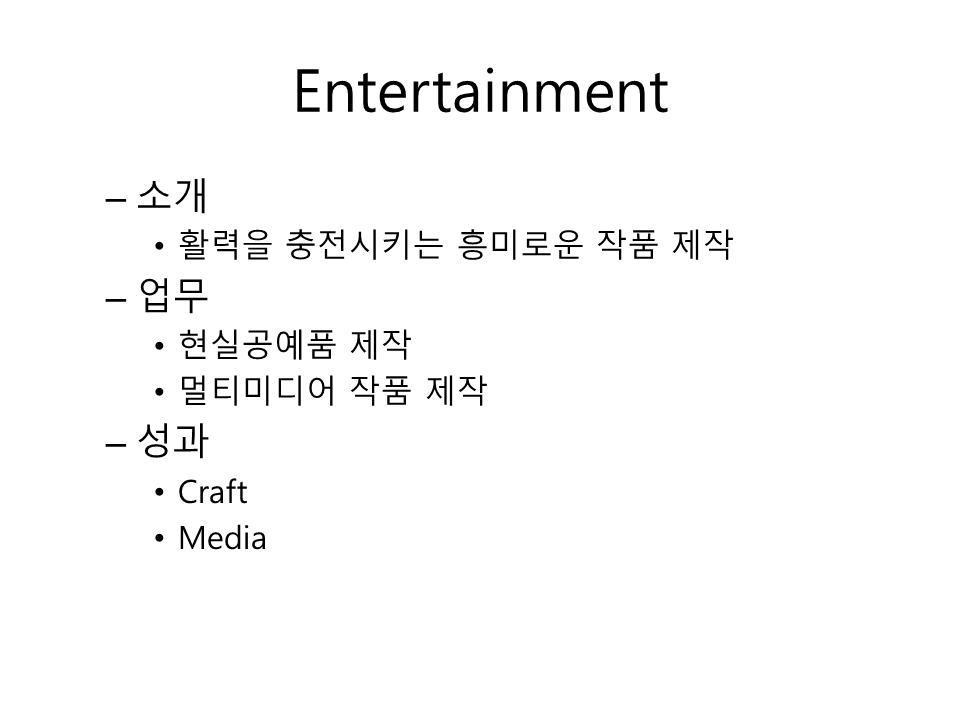 Entertainment
– 소개
• 활력을 충전시키는 흥미로운 작품 제작
– 업무
• 현실공예품 제작
• 멀티미디어 작품 제작
– 성과
• Craft
• Media